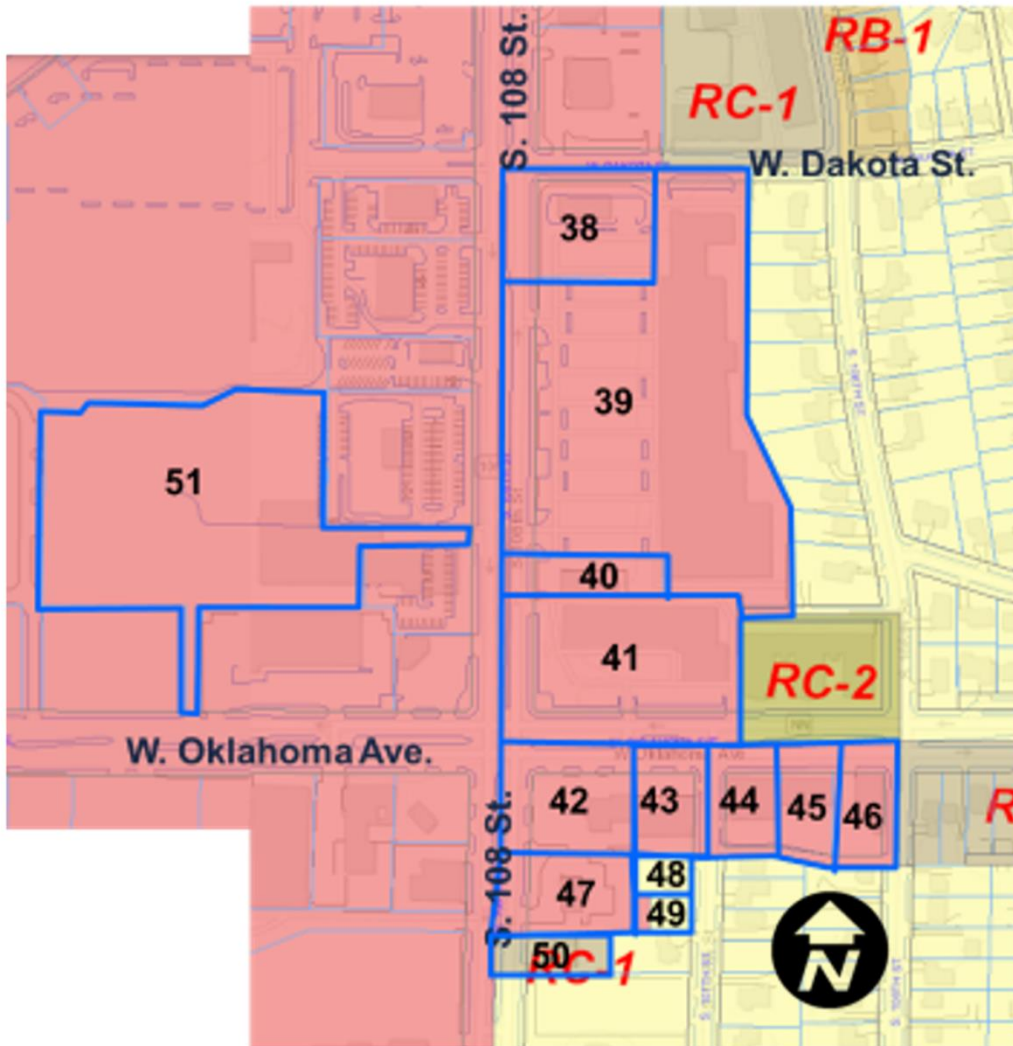 RB-1
RC-1
S. 108 St.
W. Dakota St.
38
39
51
40
41
RC-2
W. Oklahoma Ave.
42
43
44
45
46
R
S. 108 St.
47
48
49
50
RC-1
N